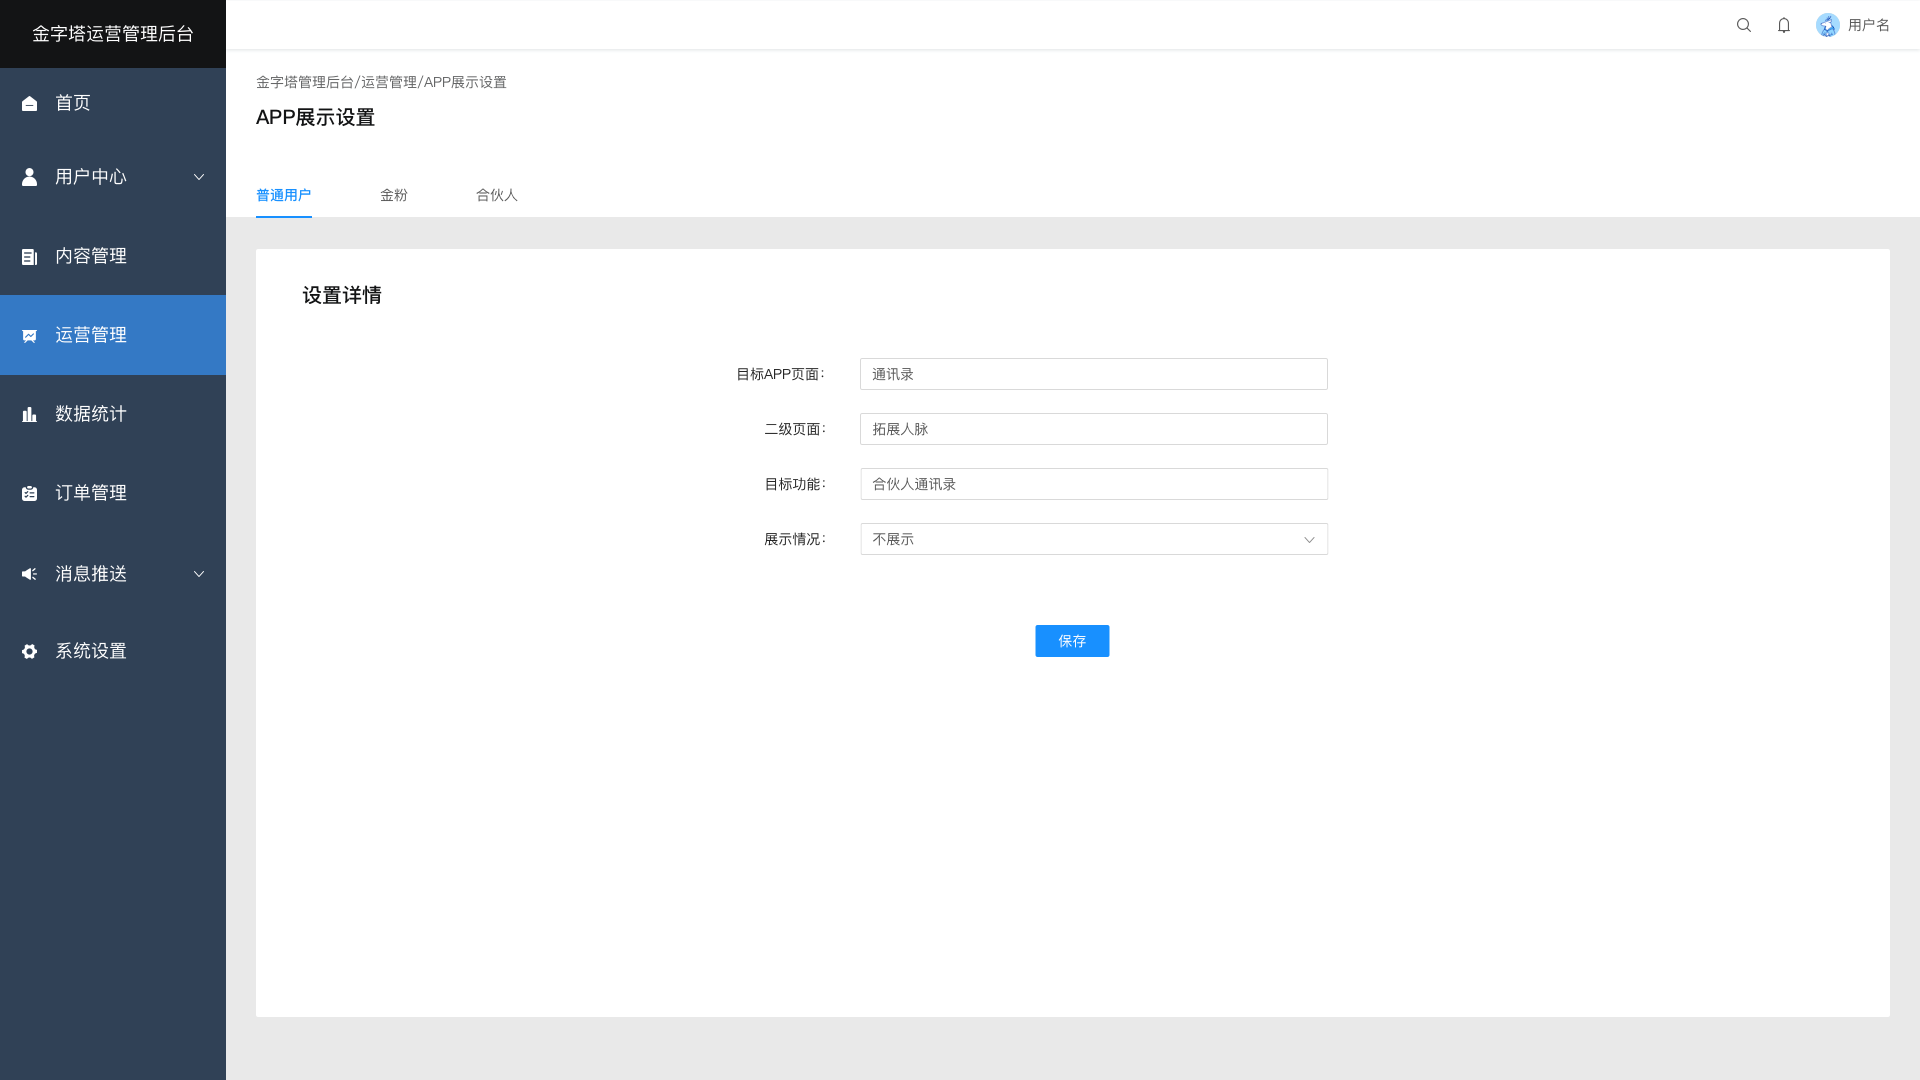 金字塔运营管理后台
首页
用户中心
内容管理
运营管理
数据统计
订单管理
消息推送
系统设置
用户名
金字塔管理后台/运营管理/APP展示设置
APP展示设置
普通用户
金粉
合伙人
设置详情
目标APP页面: 通讯录
二级页面: 拓展人脉
目标功能: 合伙人通讯录
展示情况: 不展示
保存